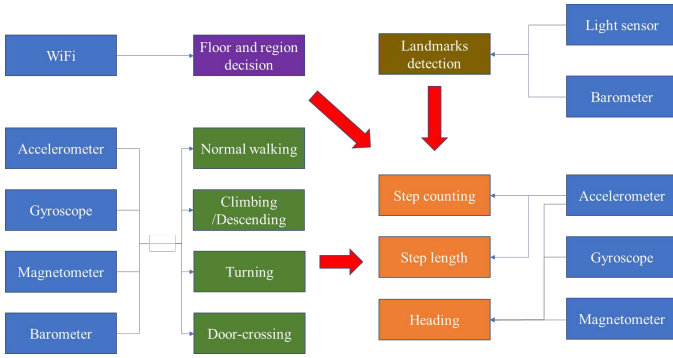 WiFi
Floor and region
decision
Landmarks
detection
Light sensor
Barometer
Accelerometer
Gyroscope
Magnetometer
Barometer
Normal walking
Climbing
/Descending
Turning
Door-crossing
Step counting
Step length
Heading
Accelerometer
Gyroscope
Magnetometer